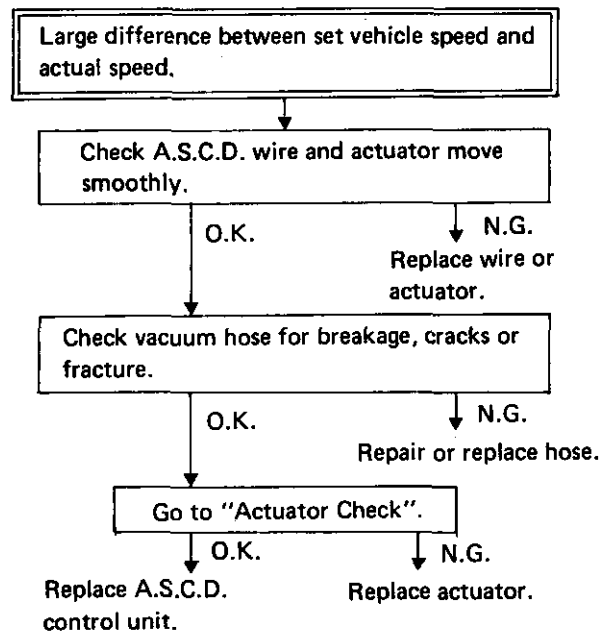 Large difference between set vehicle speed and
actual speed.
Check A.S.C.D. wire and actuator move
smoothly.
O.K.
N.G.
Replace wire or
actuator.
Check vacuum hose for breakage, cracks or
fracture.
O.K.
N.G.
Repair or replace hose.
Go to "Actuator Check".
O.K.
N.G.
Replace A.S.C.D.
control unit.
Replace actuator.